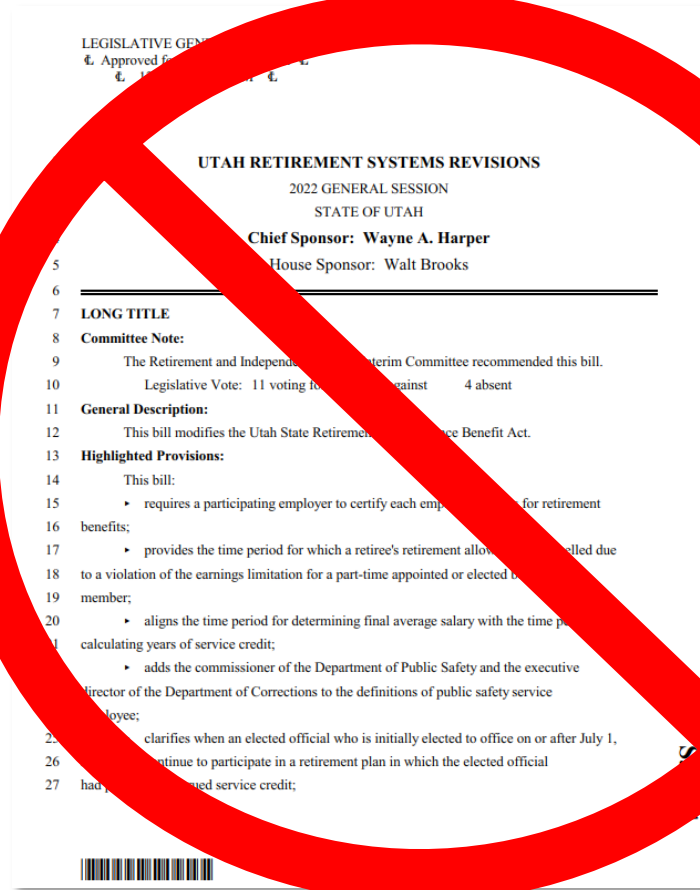 LEGISLATIVE GEN
₵ Approved f
₵ ₵
UTAH RETIREMENT SYSTEMS REVISIONS
2022 GENERAL SESSION
STATE OF UTAH
Chief Sponsor: Wayne A. Harper
5 House Sponsor: Walt Brooks
6
7 LONG TITLE
8 Committee Note:
9 The Retirement and Independ terim Committee recommended this bill.
10 Legislative Vote: 11 voting fo gainst 4 absent
11 General Description:
12 This bill modifies the Utah State Retireme ce Benefit Act.
13 Highlighted Provisions:
14 This bill:
15 ▸ requires a participating employer to certify each emp for retirement
16 benefits;
17 ▸ provides the time period for which a retiree's retirement allow elled due
18 to a violation of the earnings limitation for a part-time appointed or elected
19 member;
20 ▸ aligns the time period for determining final average salary with the time p
1 calculating years of service credit;
▸ adds the commissioner of the Department of Public Safety and the executive
director of the Department of Corrections to the definitions of public safety service
loyee;
clarifies when an elected official who is initially elected to office on or after July 1,
26 ntinue to participate in a retirement plan in which the elected official
27 had ued service credit;